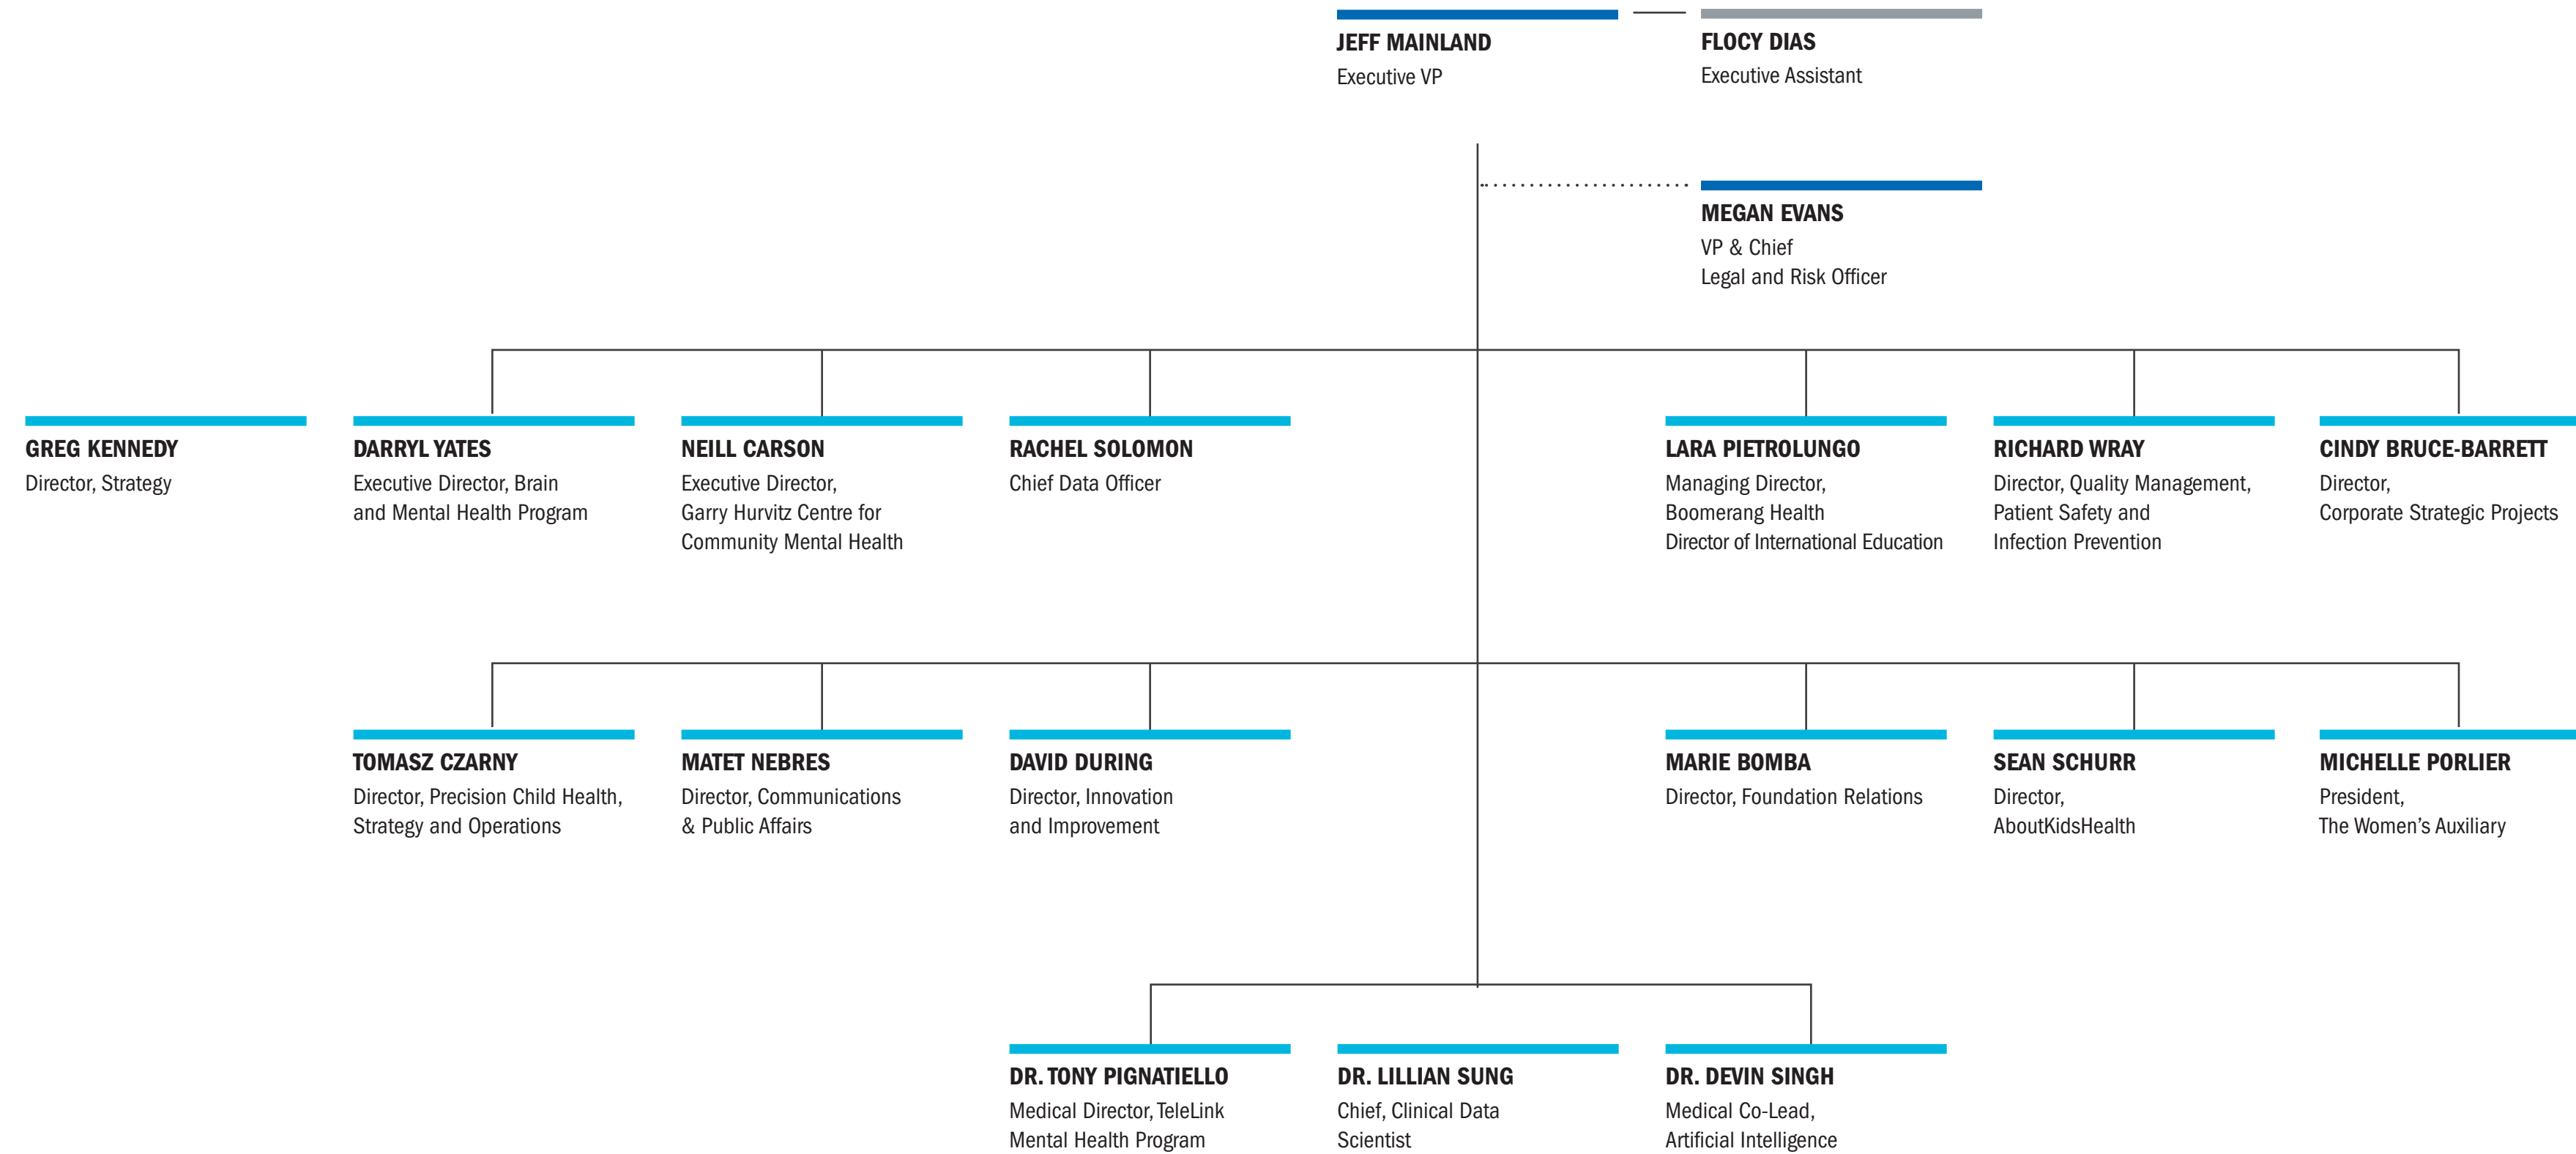 JEFF MAINLAND
Executive VP
FLOCY DIAS
Executive Assistant
MEGAN EVANS
VP & Chief
Legal and Risk Officer
GREG KENNEDY
Director, Strategy
DARRYL YATES
Executive Director, Brain
and Mental Health Program
NEILL CARSON
Executive Director,
Garry Hurvitz Centre for
Community Mental Health
RACHEL SOLOMON
Chief Data Officer
LARA PIETROLUNGO
Managing Director,
Boomerang Health
Director of International Education
RICHARD WRAY
Director, Quality Management,
Patient Safety and
Infection Prevention
CINDY BRUCE-BARRETT
Director,
Corporate Strategic Projects
TOMASZ CZARNY
Director, Precision Child Health,
Strategy and Operations
MATET NEBRES
Director, Communications
& Public Affairs
DAVID DURING
Director, Innovation
and Improvement
MARIE BOMBA
Director, Foundation Relations
SEAN SCHURR
Director,
AboutKidsHealth
MICHELLE PORLIER
President,
The Women’s Auxiliary
DR. TONY PIGNATIELLO
Medical Director, TeleLink
Mental Health Program
DR. LILLIAN SUNG
Chief, Clinical Data
Scientist
DR. DEVIN SINGH
Medical Co-Lead,
Artificial Intelligence